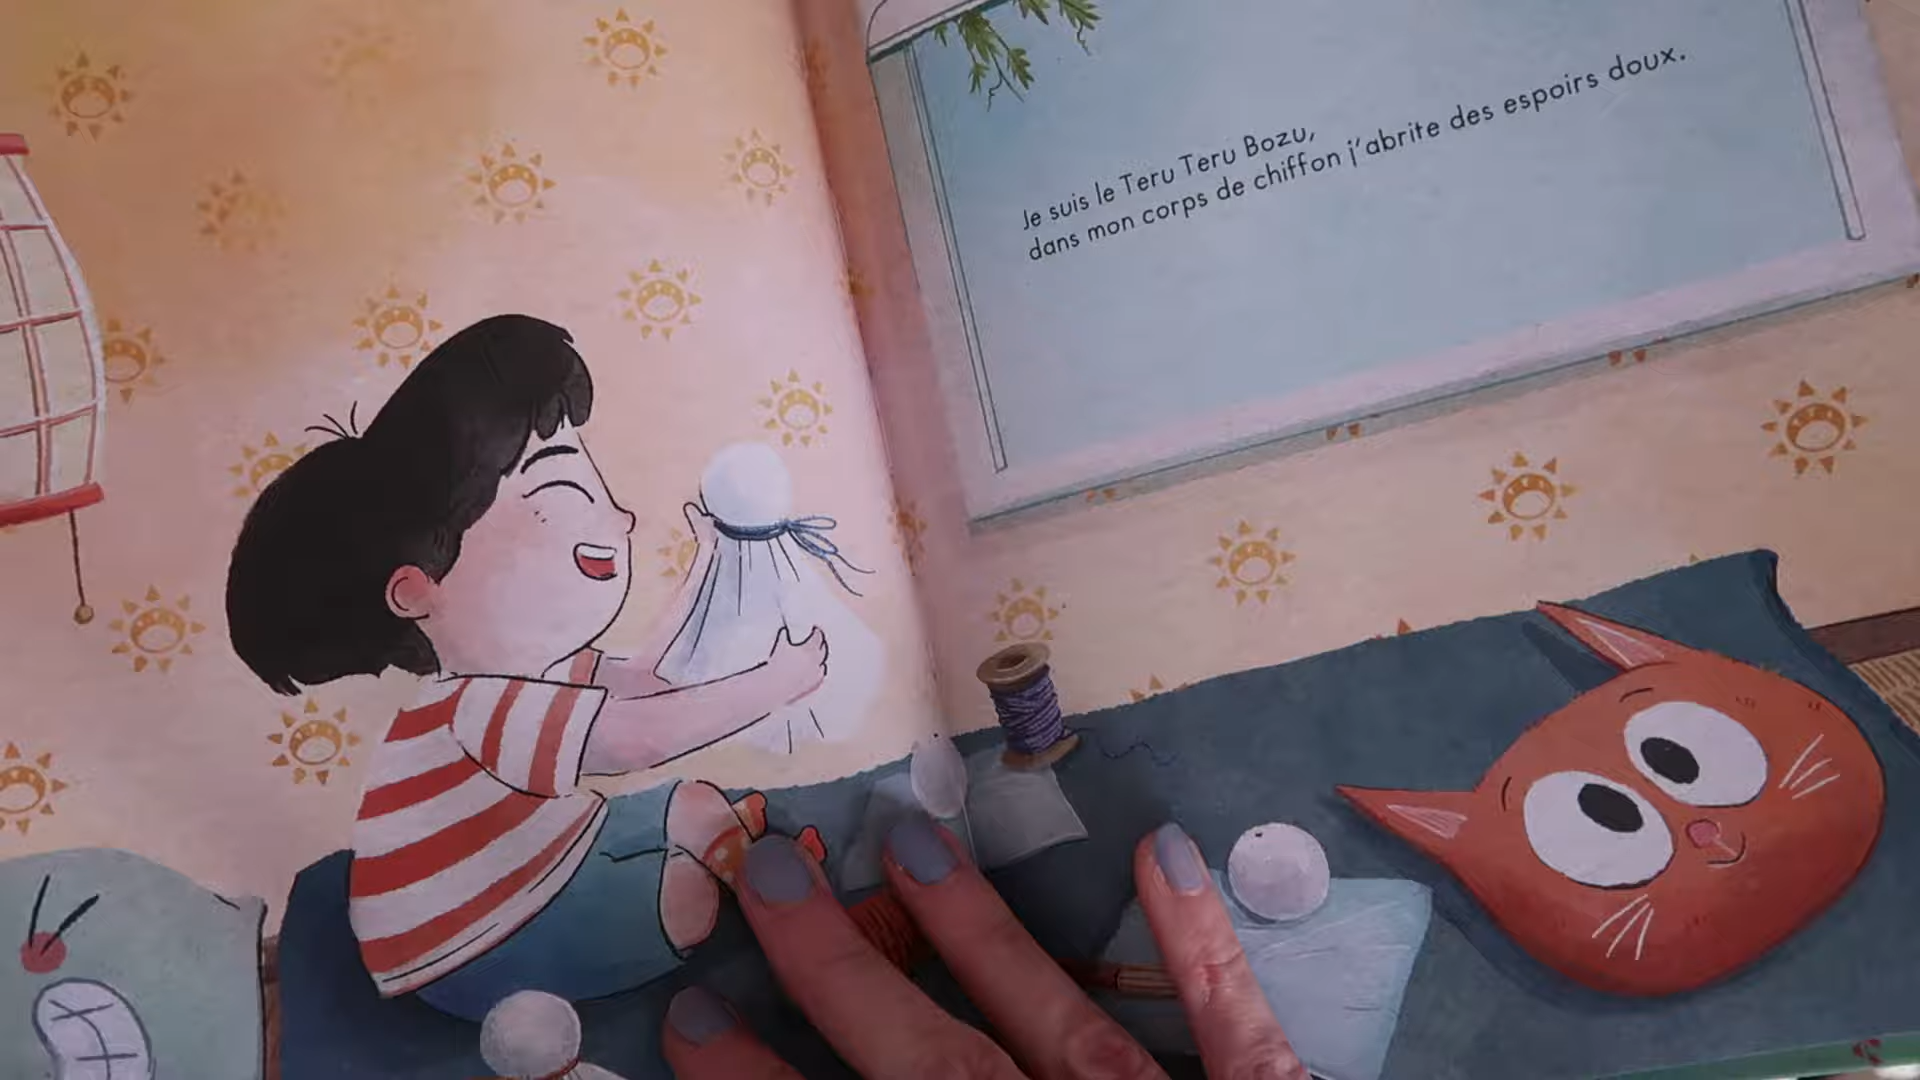 Je suis le Teru Teru Bozu,
dans mon corps de chiffon j'abrite des espoirs doux.